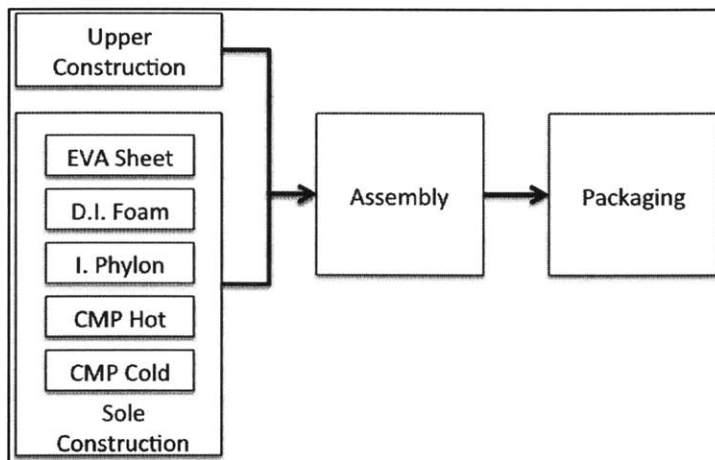 Upper
Construction
EVA Sheet
D.I. Foam
I. Phylon
CMP Hot
CMP Cold
Sole
Construction
Assembly
Packaging